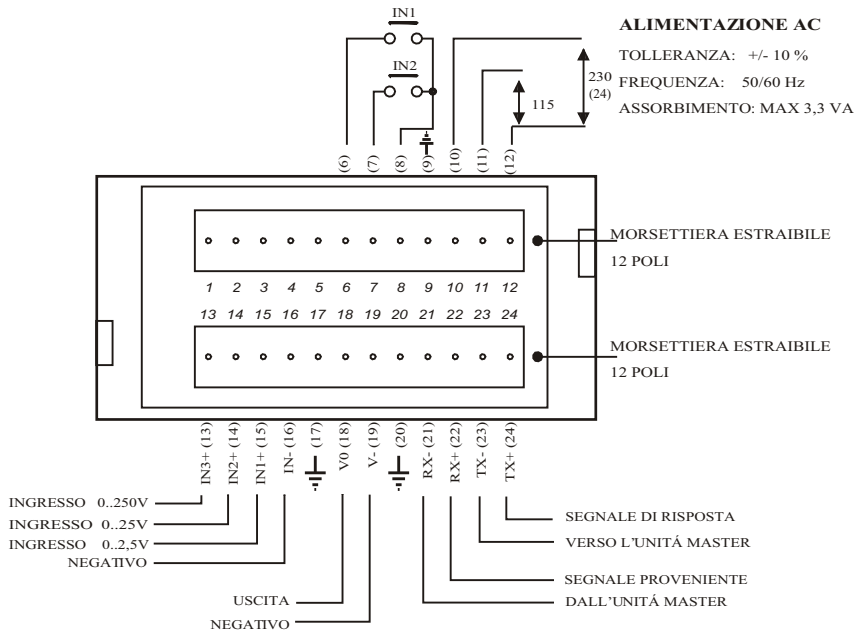 IN1
ALIMENTAZIONE AC
IN2
TOLLERANZA: +/- 10 %
230
(24)
FREQUENZA: 50/60 Hz
115
ASSORBIMENTO: MAX 3,3 VA
(6) (7) (8) (9) (10) (11) (12)
MORSETTIERA ESTRAIBILE
12 POLI
1 2 3 4 5 6 7 8 9 10 11 12
13 14 15 16 17 18 19 20 21 22 23 24
MORSETTIERA ESTRAIBILE
12 POLI
IN3+ (13)
IN2+ (14)
IN1+ (15)
IN- (16)
(17)
V0 (18)
V- (19)
(20)
RX- (21)
RX+ (22)
TX- (23)
TX+ (24)
INGRESSO 0..250V
INGRESSO 0..25V
INGRESSO 0..2,5V
NEGATIVO
USCITA
NEGATIVO
SEGNALE DI RISPOSTA
VERSO L'UNITÁ MASTER
SEGNALE PROVENIENTE
DALL'UNITÁ MASTER